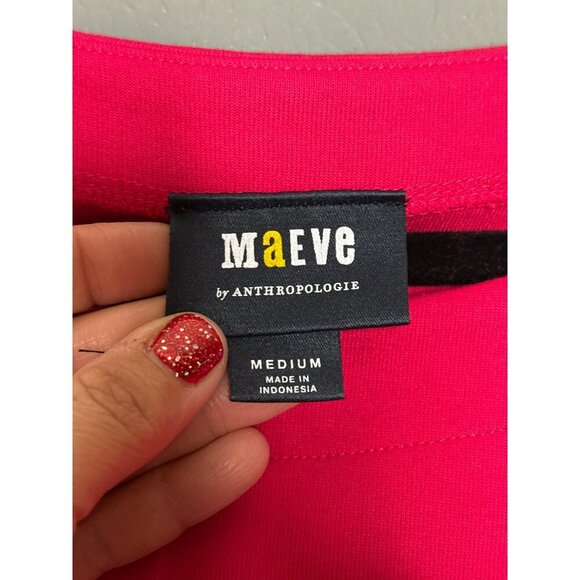 MaEVe
by ANTHROPOLOGIE
MEDIUM
MADE IN
INDONESIA